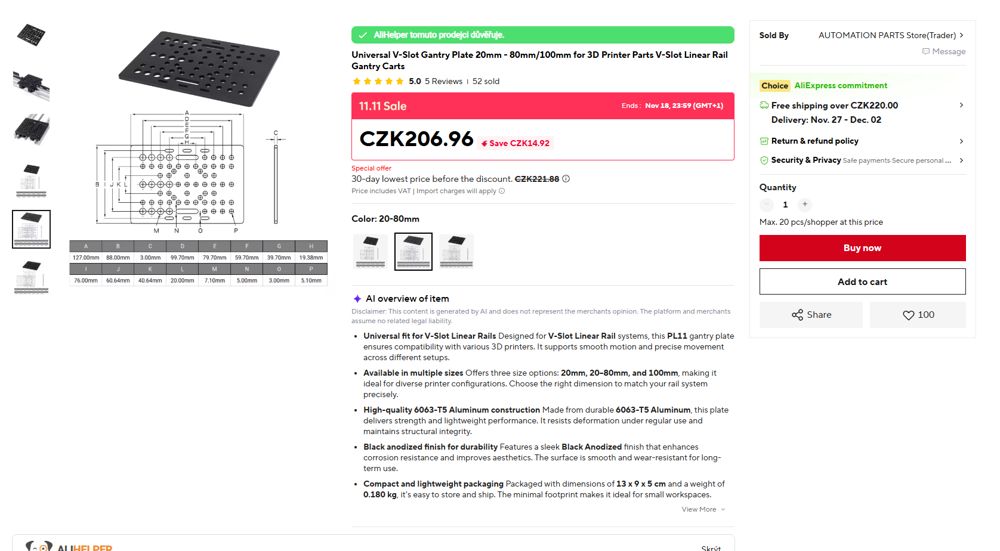 AliHelper tomuto prodejci důvěřuje.
Universal V-Slot Gantry Plate 20mm - 80mm/100mm for 3D Printer Parts V-Slot Linear Rail
Gantry Carts
5.0 5 Reviews | 52 sold
11.11 Sale
Ends : Nov 18, 23:59 (GMT+1)
CZK206.96
Save CZK14.92
Special offer
30-day lowest price before the discount. CZK221.88
Price includes VAT | Import charges will apply
Color: 20-80mm
A
D
E
F
G
H
C
B I J K L
M N O P
A B C D E F G H
127.00mm 88.00mm 3.00mm 99.70mm 79.70mm 59.70mm 39.70mm 19.38mm
I J K L M N O P
76.00mm 60.64mm 40.64mm 20.00mm 7.10mm 5.00mm 3.00mm 5.10mm
AI overview of item
Disclaimer: This content is generated by AI and does not represent the merchants opinion. The platform and merchants
assume no related legal liability.
Universal fit for V-Slot Linear Rails Designed for V-Slot Linear Rail systems, this PL11 gantry plate
ensures compatibility with various 3D printers. It supports smooth motion and precise movement
across different setups.
Available in multiple sizes Offers three size options: 20mm, 20–80mm, and 100mm, making it
ideal for diverse printer configurations. Choose the right dimension to match your rail system
precisely.
High-quality 6063-T5 Aluminum construction Made from durable 6063-T5 Aluminum, this plate
delivers strength and lightweight performance. It resists deformation under regular use and
maintains structural integrity.
Black anodized finish for durability Features a sleek Black Anodized finish that enhances
corrosion resistance and improves aesthetics. The surface is smooth and wear-resistant for long-
term use.
Compact and lightweight packaging Packaged with dimensions of 13 x 9 x 5 cm and a weight of
0.180 kg, it's easy to store and ship. The minimal footprint makes it ideal for small workspaces.
View More
Sold By
AUTOMATION PARTS Store(Trader)
Message
Choice AliExpress commitment
Free shipping over CZK220.00
Delivery: Nov. 27 - Dec. 02
Return & refund policy
Security & Privacy Safe payments Secure personal ...
Quantity
1
Max. 20 pcs/shopper at this price
Buy now
Add to cart
Share
100
ALIHELPER
Skrýt